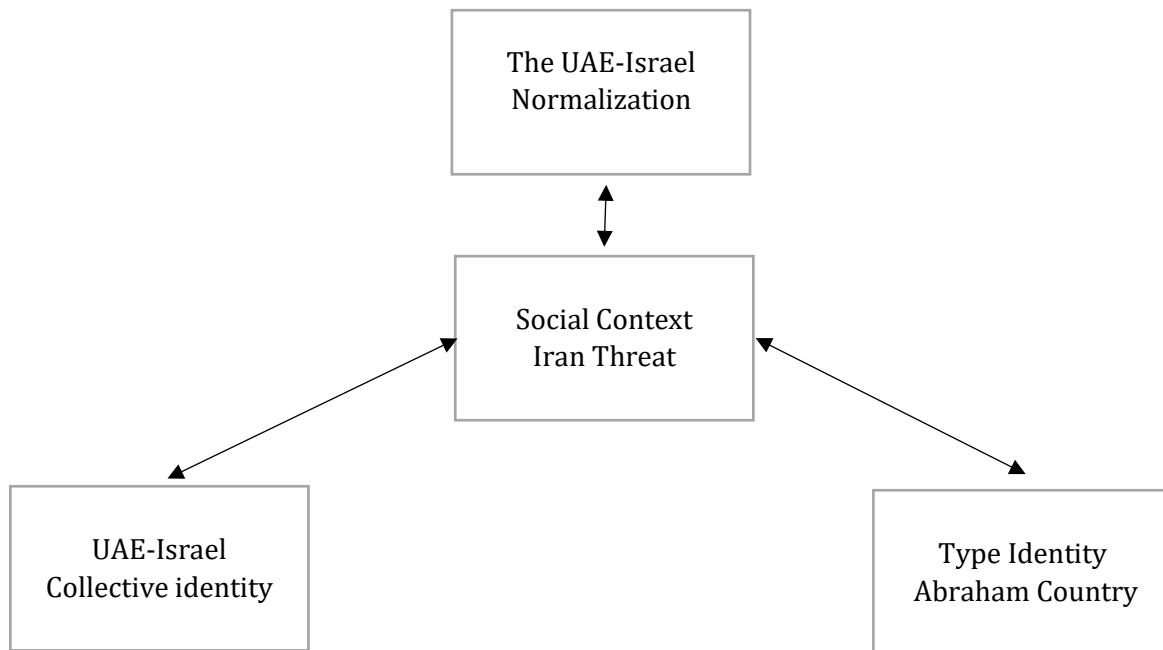 The UAE-Israel
Normalization
Social Context
Iran Threat
UAE-Israel
Collective identity
Type Identity
Abraham Country